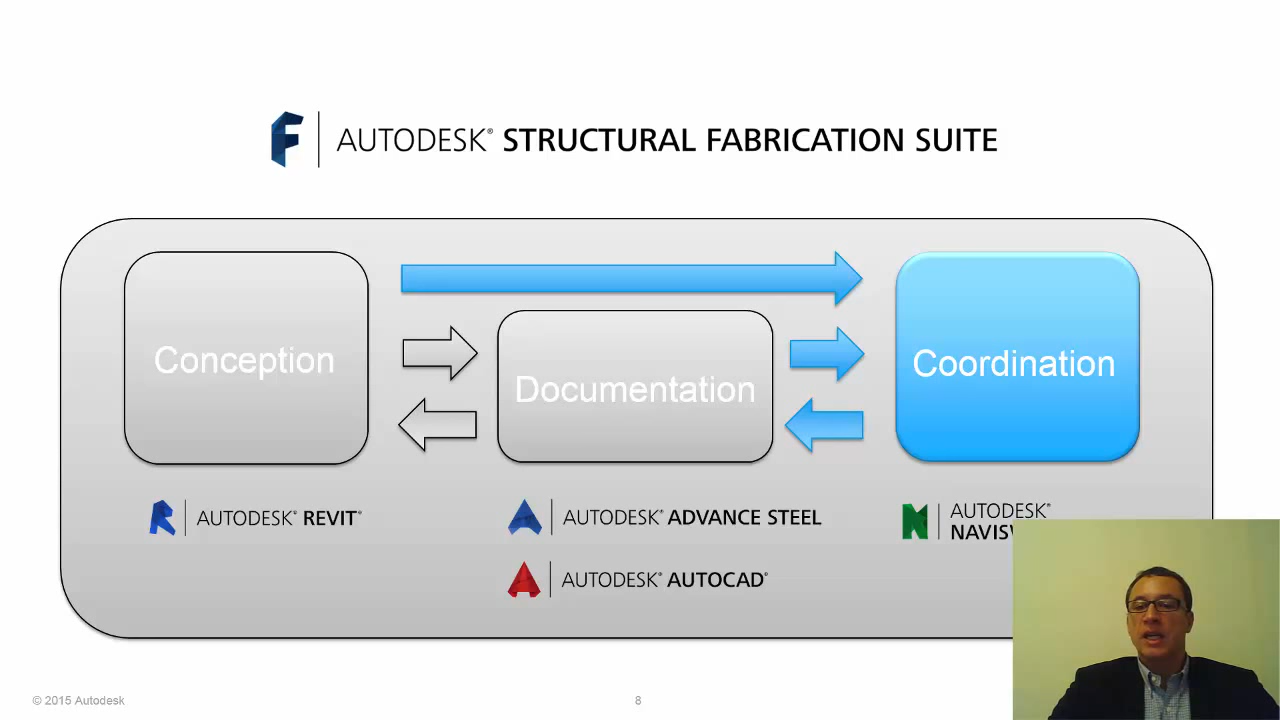 AUTODESK® STRUCTURAL FABRICATION SUITE
Conception
Documentation
Coordination
AUTODESK® REVIT®
AUTODESK® ADVANCE STEEL
AUTODESK®
AUTODESK® AUTOCAD®
© 2015 Autodesk
8